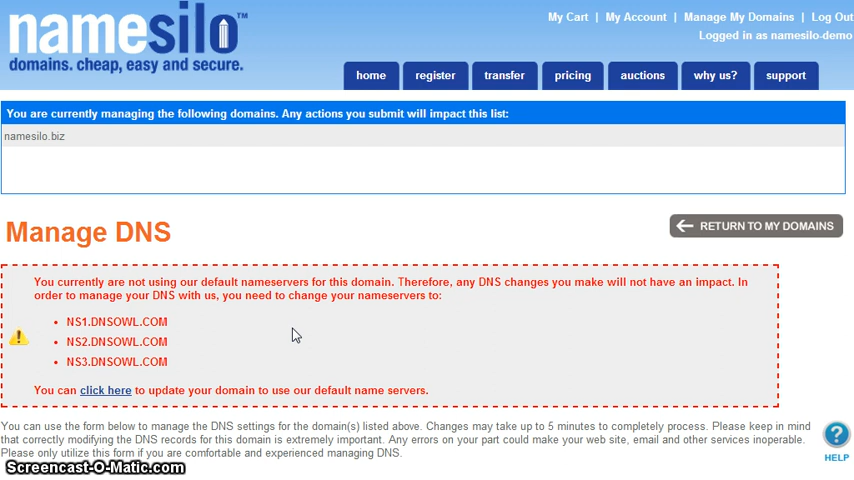 namesilo™
domains. cheap, easy and secure.
My Cart | My Account | Manage My Domains | Log Out
Logged in as namesilo-demo
home register transfer pricing auctions why us? support
You are currently managing the following domains. Any actions you submit will impact this list:
namesilo.biz
Manage DNS
RETURN TO MY DOMAINS
You currently are not using our default nameservers for this domain. Therefore, any DNS changes you make will not have an impact. In
order to manage your DNS with us, you need to change your nameservers to:
• NS1.DNSOWL.COM
• NS2.DNSOWL.COM
• NS3.DNSOWL.COM
You can click here to update your domain to use our default name servers.
You can use the form below to manage the DNS settings for the domain(s) listed above. Changes may take up to 5 minutes to completely process. Please keep in mind
that correctly modifying the DNS records for this domain is extremely important. Any errors on your part could make your web site, email and other services inoperable.
Please only utilize this form if you are comfortable and experienced managing DNS.
?
HELP
Screencast-O-Matic.com